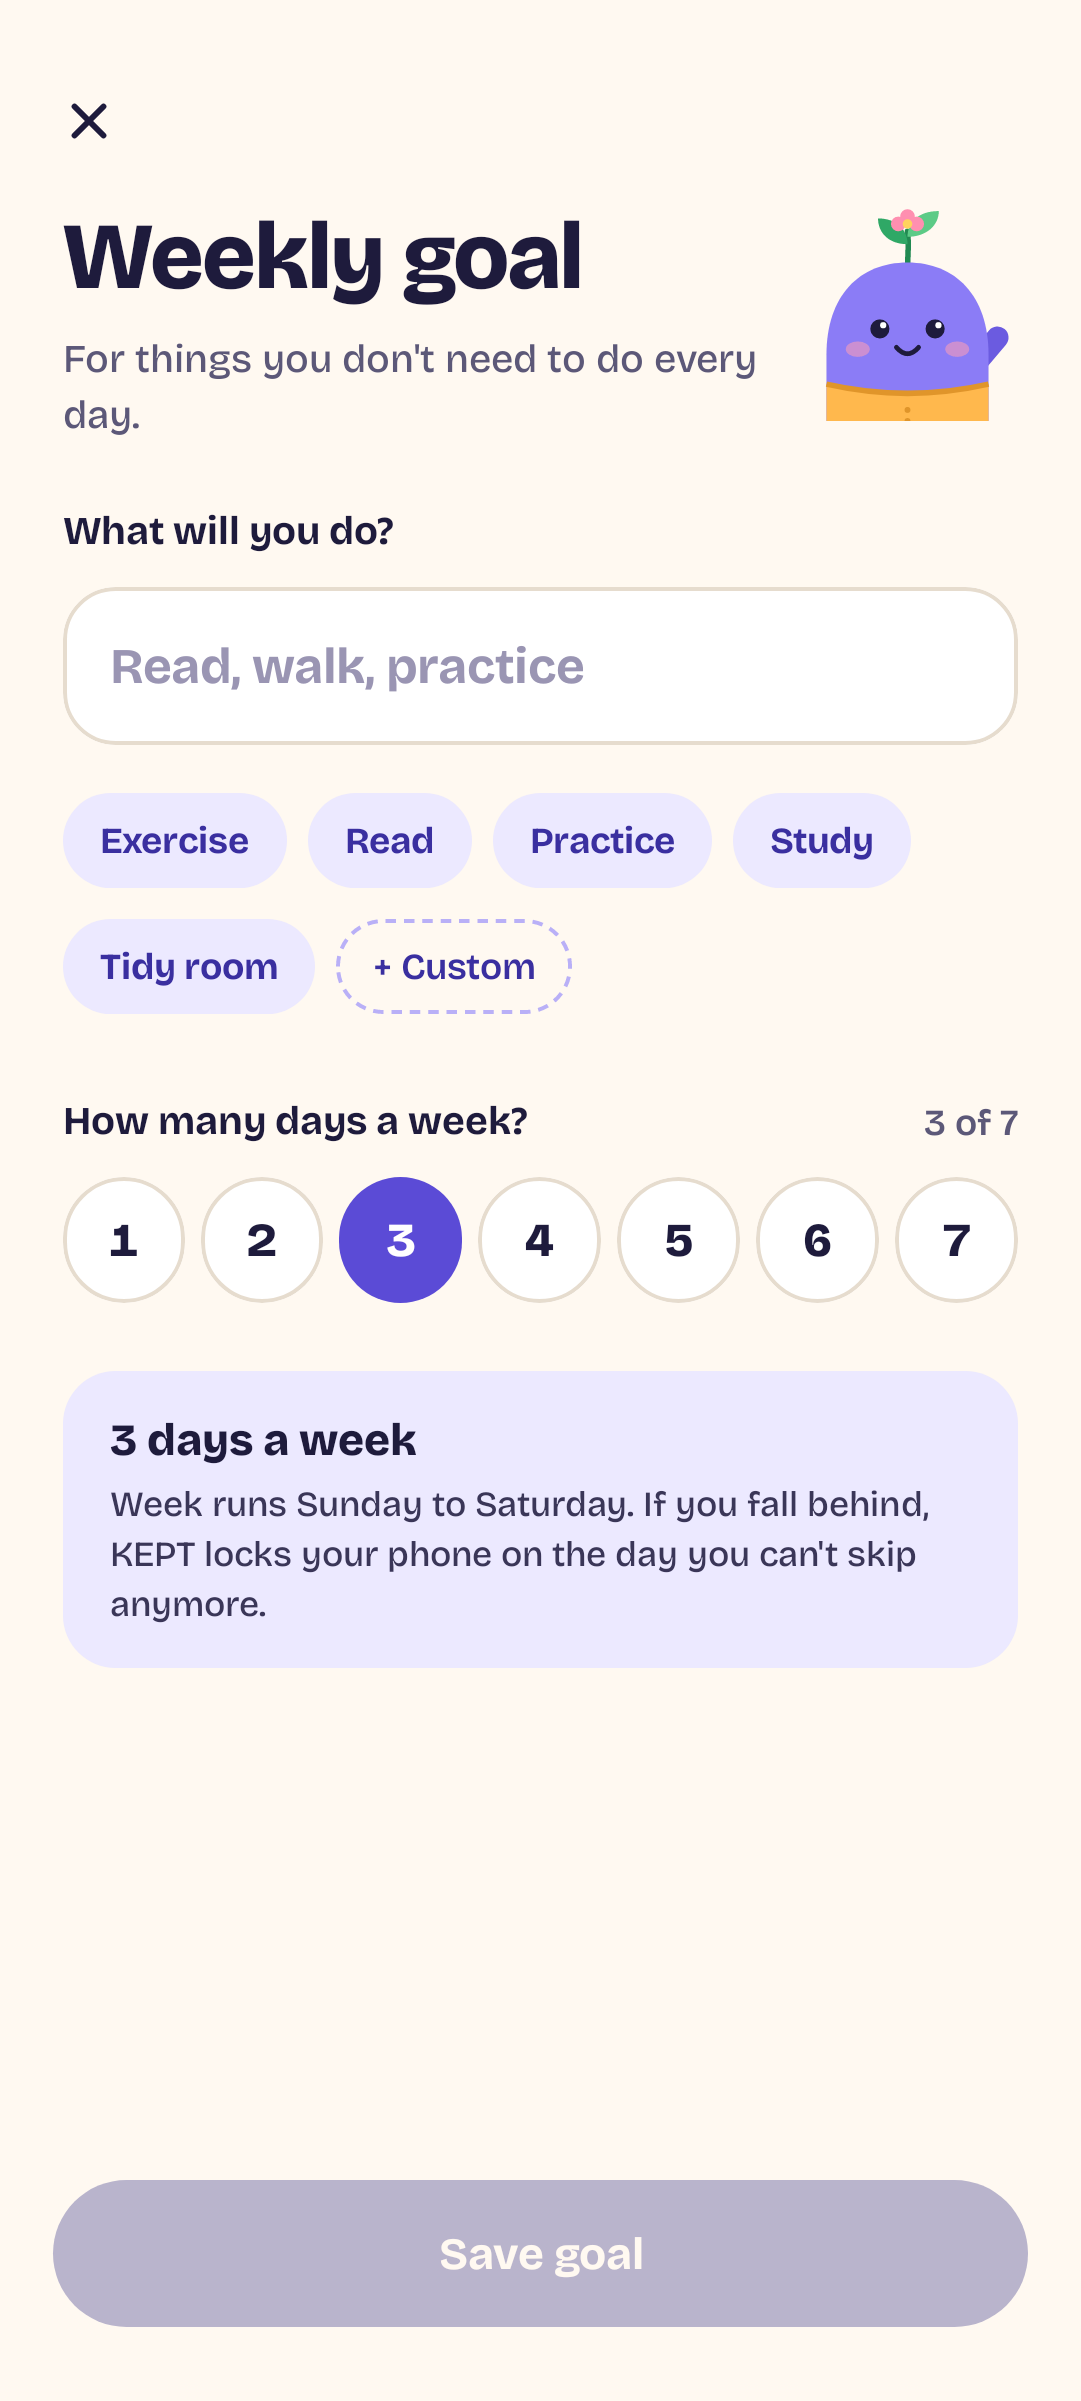 Weekly goal
For things you don't need to do every
day.
What will you do?
Read, walk, practice
Exercise
Read
Practice
Study
Tidy room
+ Custom
How many days a week?
3 of 7
1 2 3 4 5 6 7
3 days a week
Week runs Sunday to Saturday. If you fall behind,
KEPT locks your phone on the day you can't skip
anymore.
Save goal